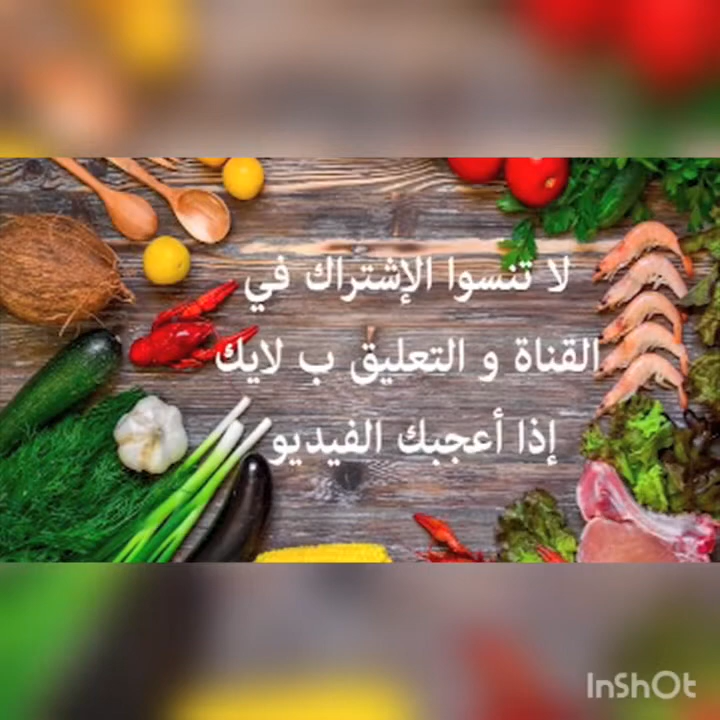 لا تنسوا الإشتراك في
القناة و التعليق ب لايك
إذا أعجبك الفيديو
InShOt